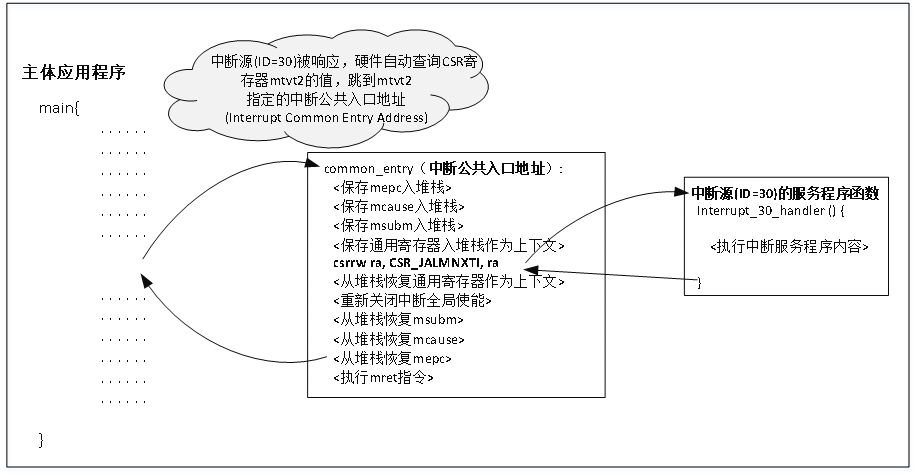 中断源(ID=30)被响应，硬件自动查询CSR寄
存器mtvt2的值，跳到mtvt2
指定的中断公共入口地址
(Interrupt Common Entry Address)
主体应用程序
main{
......
......
......
......
......
......
......
......
......
......
......
......
}
common_entry（中断公共入口地址）:
<保存mepc入堆栈>
<保存mcause入堆栈>
<保存msubm入堆栈>
<保存通用寄存器入堆栈作为上下文>
csrrw ra, CSR_JALMNXTI, ra
<从堆栈恢复通用寄存器作为上下文>
<重新关闭中断全局使能>
<从堆栈恢复msubm>
<从堆栈恢复mcause>
<从堆栈恢复mepc>
<执行mret指令>
中断源(ID=30)的服务程序函数
Interrupt_30_handler () {
<执行中断服务程序内容>
}